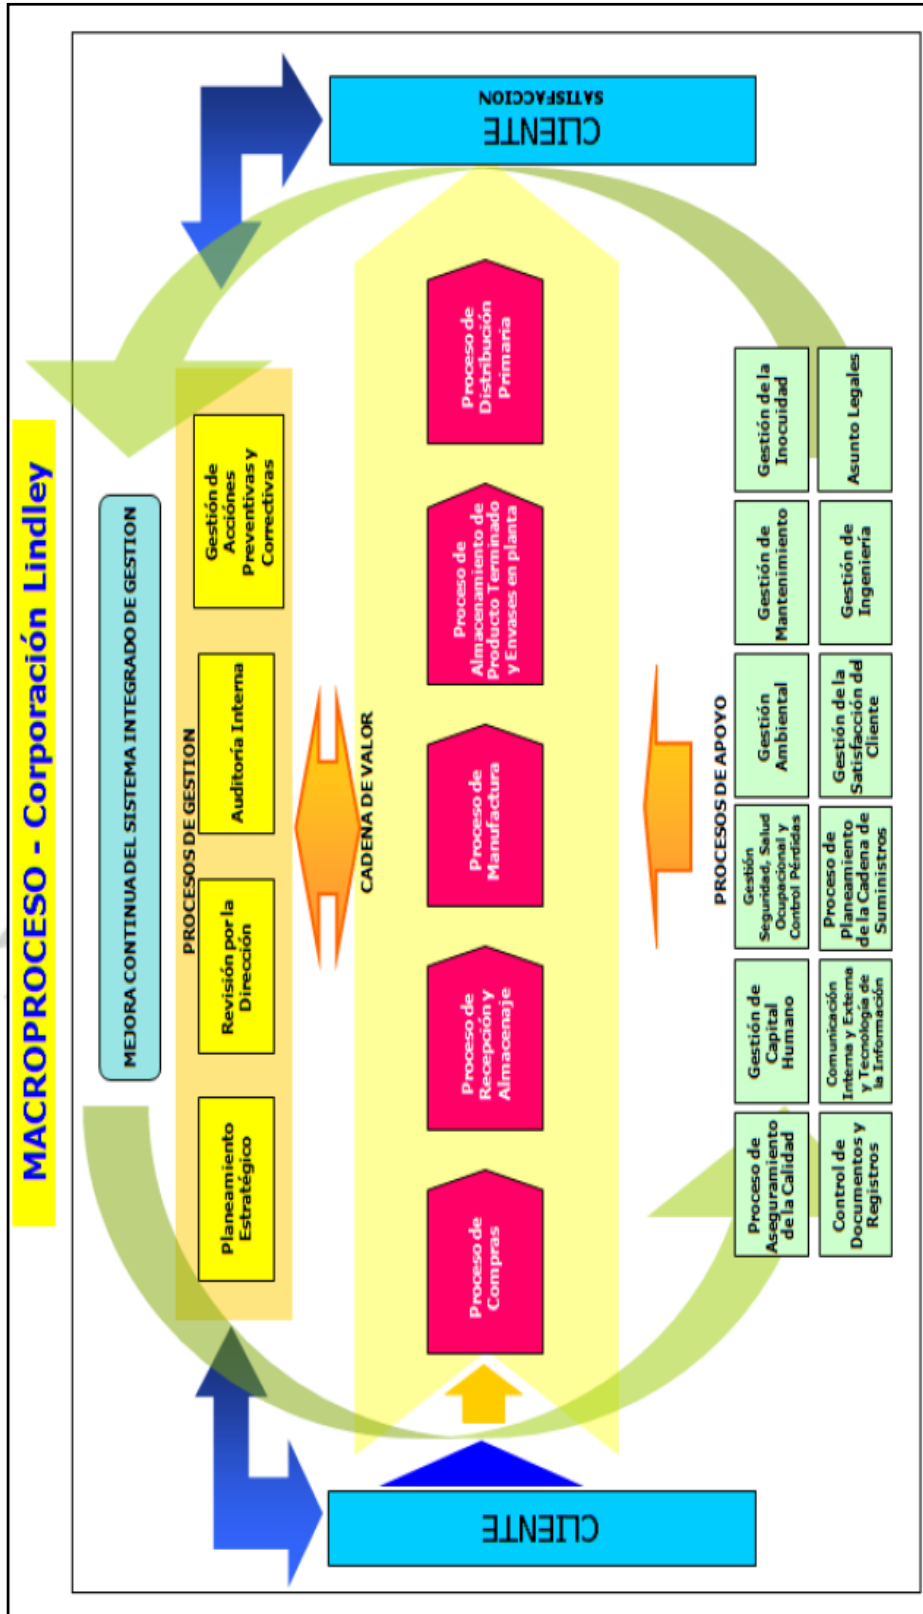 MACROPROCESO - Corporación Lindley
MEJORA CONTINUA DEL SISTEMA INTEGRADO DE GESTION
PROCESOS DE GESTION
Planeamiento
Estratégico
Revisión por la
Dirección
Auditoría Interna
Gestión de
Acciónes
Preventivas y
Correctivas
CADENA DE VALOR
CLIENTE
Proceso de
Compras
Proceso de
Recepción y
Almacenaje
Proceso de
Manufactura
Proceso de
Almacenamiento de
Producto Terminado
y Envases en planta
Proceso de
Distribución
Primaria
CLIENTE
SATISFACCION
PROCESOS DE APOYO
Proceso de
Aseguramiento
de la Calidad
Gestión de
Capital
Humano
Gestión
Seguridad, Salud
Ocupacional y
Control Pérdidas
Gestión
Ambiental
Gestión de
Mantenimiento
Gestión de la
Inocuidad
Control de
Documentos y
Registros
Comunicación
Interna y Externa
y Tecnología de
la Información
Proceso de
Planeamiento
de la Cadena de
Suministros
Gestión de la
Satisfacción del
Cliente
Gestión de
Ingeniería
Asunto Legales